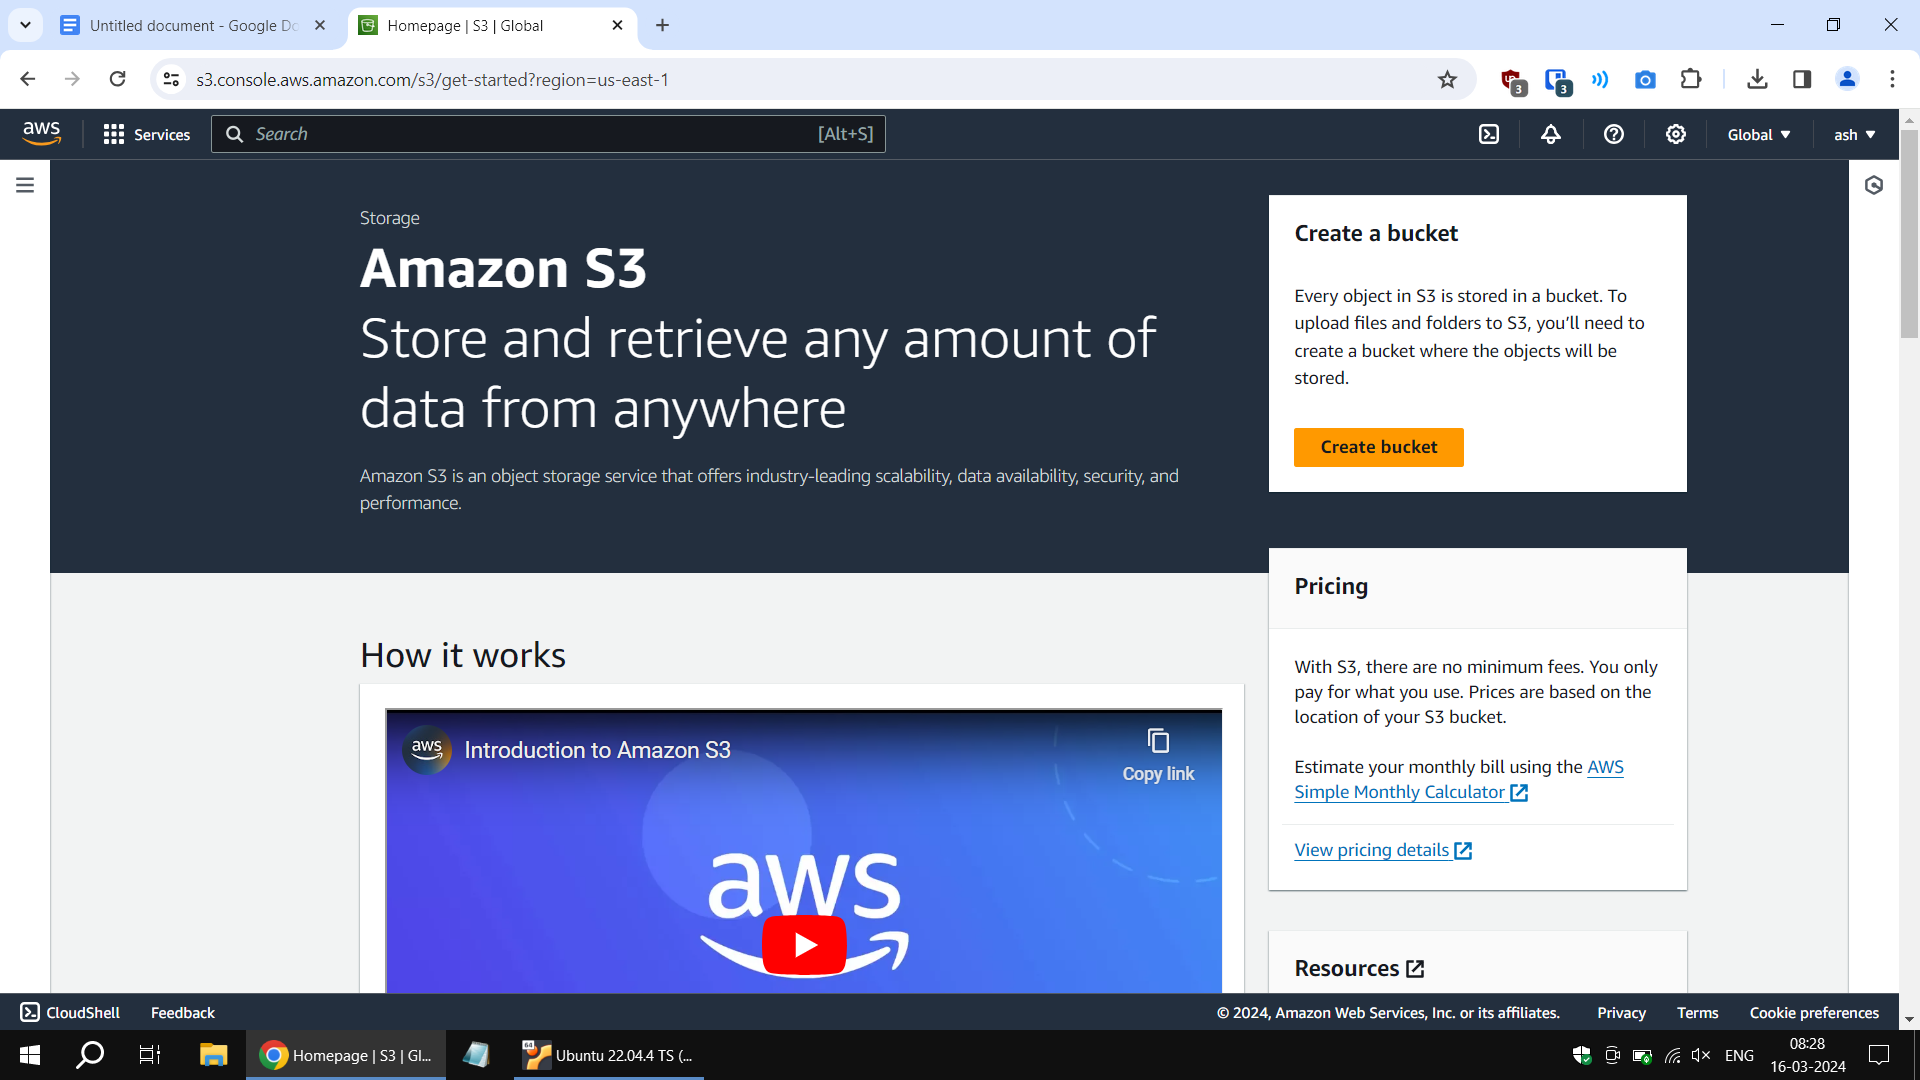 Untitled document - Google Do
Homepage | S3 | Global
s3.console.aws.amazon.com/s3/get-started?region=us-east-1
3
3
aws
Services
Search
[Alt+S]
Global
ash
Storage
Amazon S3
Store and retrieve any amount of
data from anywhere
Amazon S3 is an object storage service that offers industry-leading scalability, data availability, security, and
performance.
Create a bucket
Every object in S3 is stored in a bucket. To
upload files and folders to S3, you'll need to
create a bucket where the objects will be
stored.
Create bucket
Pricing
With S3, there are no minimum fees. You only
pay for what you use. Prices are based on the
location of your S3 bucket.
Estimate your monthly bill using the AWS
Simple Monthly Calculator
View pricing details
Resources
How it works
aws
Introduction to Amazon S3
Copy link
aws
CloudShell
Feedback
© 2024, Amazon Web Services, Inc. or its affiliates.
Privacy
Terms
Cookie preferences
Homepage | S3 | Gl...
64
Ubuntu 22.04.4 TS (...
ENG
08:28
16-03-2024